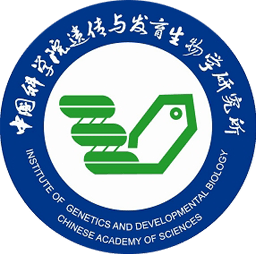 中国科学院遗传与发育生物学研究所
INSTITUTE OF GENETICS AND DEVELOPMENTAL BIOLOGY
CHINESE ACADEMY OF SCIENCES